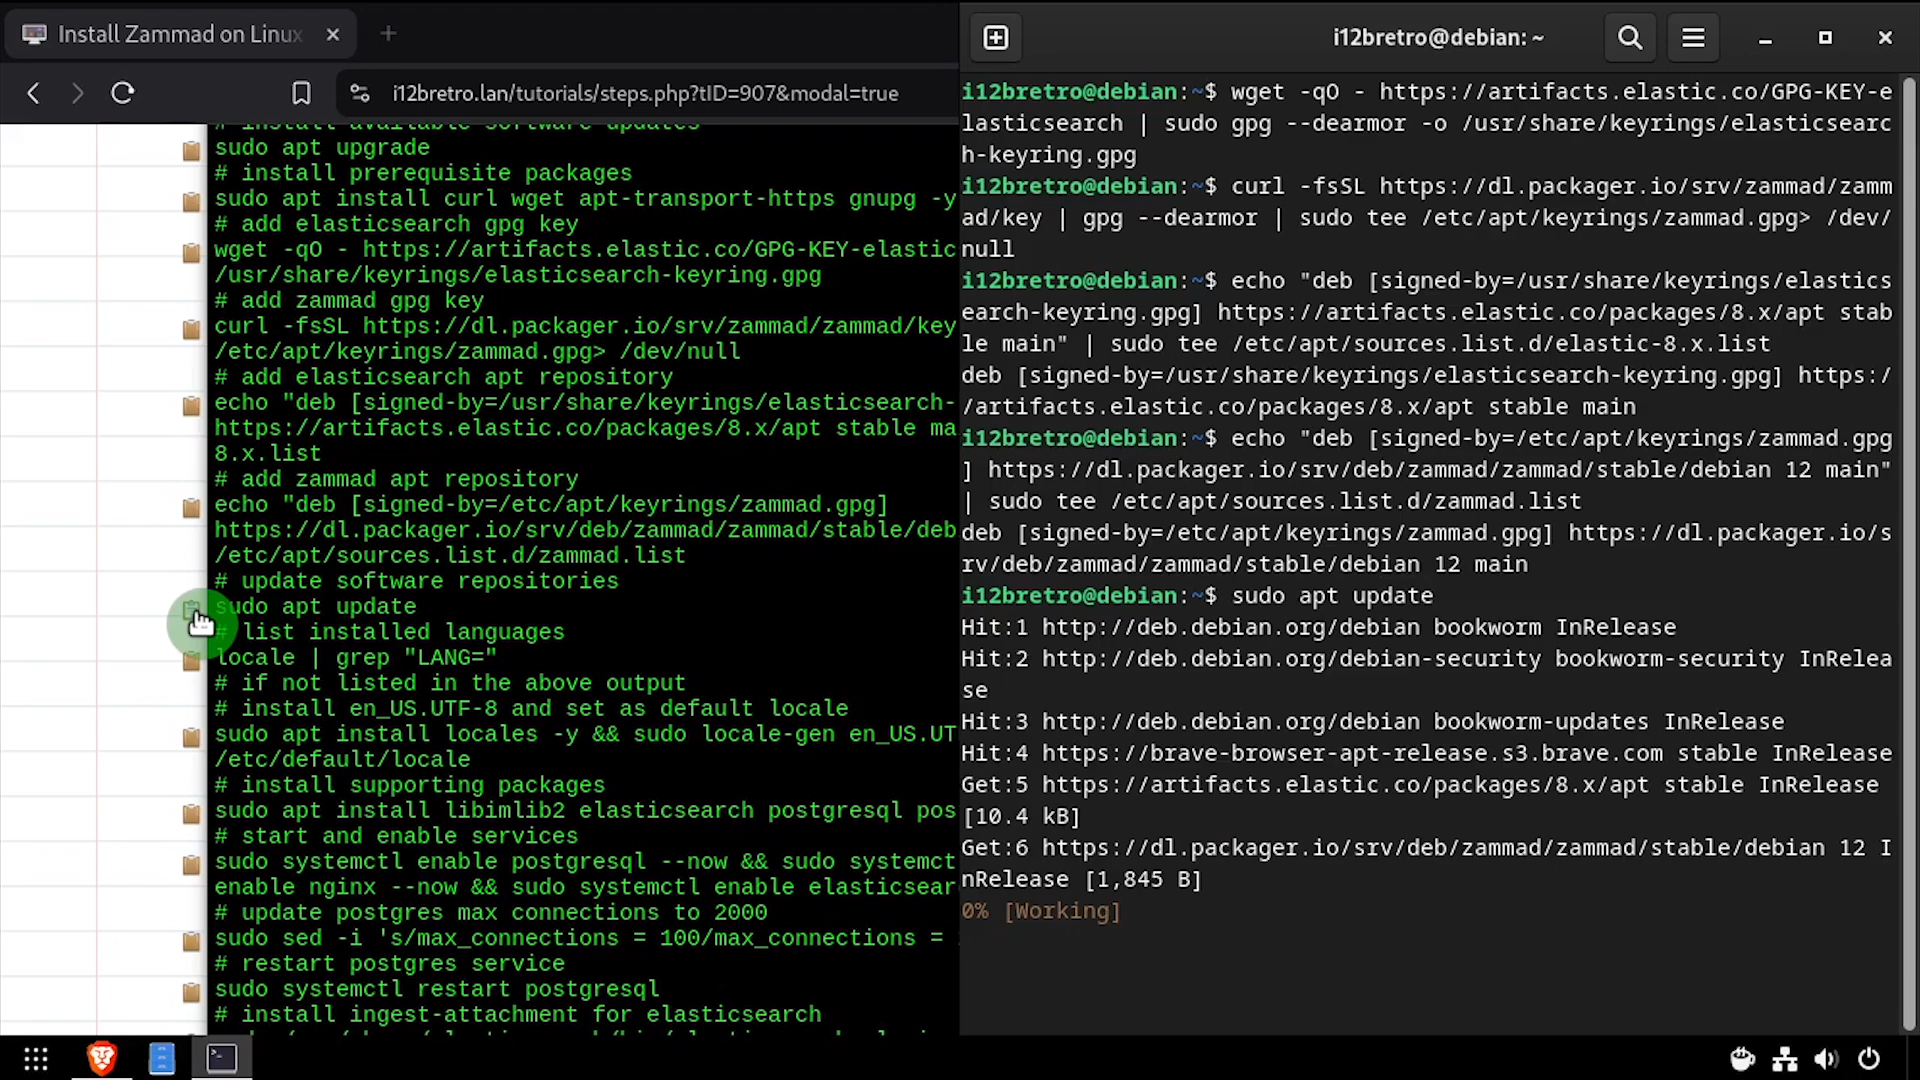 Install Zammad on Linux
i12bretro.lan/tutorials/steps.php?tID=907&modal=true
# install available software updates
sudo apt upgrade
# install prerequisite packages
sudo apt install curl wget apt-transport-https gnupg -y
# add elasticsearch gpg key
wget -qO - https://artifacts.elastic.co/GPG-KEY-elastic
/usr/share/keyrings/elasticsearch-keyring.gpg
# add zammad gpg key
curl -fsSL https://dl.packager.io/srv/zammad/zammad/key
/etc/apt/keyrings/zammad.gpg> /dev/null
# add elasticsearch apt repository
echo "deb [signed-by=/usr/share/keyrings/elasticsearch-
https://artifacts.elastic.co/packages/8.x/apt stable ma
8.x.list
# add zammad apt repository
echo "deb [signed-by=/etc/apt/keyrings/zammad.gpg]
https://dl.packager.io/srv/deb/zammad/zammad/stable/deb
/etc/apt/sources.list.d/zammad.list
# update software repositories
sudo apt update
# list installed languages
locale | grep "LANG="
# if not listed in the above output
# install en_US.UTF-8 and set as default locale
sudo apt install locales -y && sudo locale-gen en_US.UT
/etc/default/locale
# install supporting packages
sudo apt install libimlib2 elasticsearch postgresql pos
# start and enable services
sudo systemctl enable postgresql --now && sudo systemct
enable nginx --now && sudo systemctl enable elasticsear
# update postgres max connections to 2000
sudo sed -i 's/max_connections = 100/max_connections =
# restart postgres service
sudo systemctl restart postgresql
# install ingest-attachment for elasticsearch
i12bretro@debian: ~
i12bretro@debian:~$ wget -qO - https://artifacts.elastic.co/GPG-KEY-e
lasticsearch | sudo gpg --dearmor -o /usr/share/keyrings/elasticsearc
h-keyring.gpg
i12bretro@debian:~$ curl -fsSL https://dl.packager.io/srv/zammad/zamm
ad/key | gpg --dearmor | sudo tee /etc/apt/keyrings/zammad.gpg> /dev/
null
i12bretro@debian:~$ echo "deb [signed-by=/usr/share/keyrings/elastics
earch-keyring.gpg] https://artifacts.elastic.co/packages/8.x/apt stab
le main" | sudo tee /etc/apt/sources.list.d/elastic-8.x.list
deb [signed-by=/usr/share/keyrings/elasticsearch-keyring.gpg] https:/
/artifacts.elastic.co/packages/8.x/apt stable main
i12bretro@debian:~$ echo "deb [signed-by=/etc/apt/keyrings/zammad.gpg
] https://dl.packager.io/srv/deb/zammad/zammad/stable/debian 12 main"
| sudo tee /etc/apt/sources.list.d/zammad.list
deb [signed-by=/etc/apt/keyrings/zammad.gpg] https://dl.packager.io/s
rv/deb/zammad/zammad/stable/debian 12 main
i12bretro@debian:~$ sudo apt update
Hit:1 http://deb.debian.org/debian bookworm InRelease
Hit:2 http://deb.debian.org/debian-security bookworm-security InRelea
se
Hit:3 http://deb.debian.org/debian bookworm-updates InRelease
Hit:4 https://brave-browser-apt-release.s3.brave.com stable InRelease
Get:5 https://artifacts.elastic.co/packages/8.x/apt stable InRelease
[10.4 kB]
Get:6 https://dl.packager.io/srv/deb/zammad/zammad/stable/debian 12 I
nRelease [1,845 B]
0% [Working]